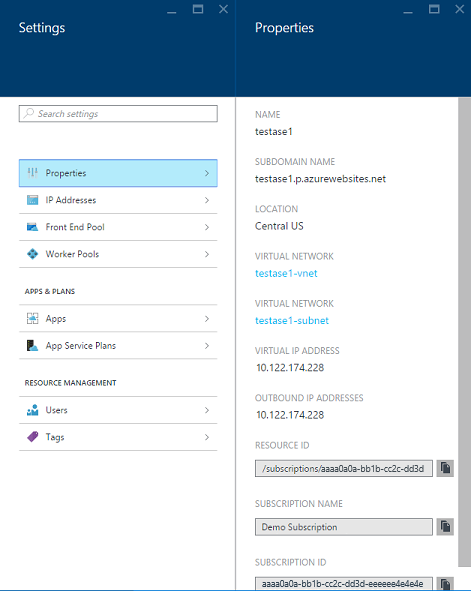 Settings
Search settings
Properties
IP Addresses
Front End Pool
Worker Pools
APPS & PLANS
Apps
App Service Plans
RESOURCE MANAGEMENT
Users
Tags
Properties
NAME
testase1
SUBDOMAIN NAME
testase1.p.azurewebsites.net
LOCATION
Central US
VIRTUAL NETWORK
testase1-vnet
VIRTUAL NETWORK
testase1-subnet
VIRTUAL IP ADDRESS
10.122.174.228
OUTBOUND IP ADDRESSES
10.122.174.228
RESOURCE ID
/subscriptions/aaaa0a0a-bb1b-cc2c-dd3d
SUBSCRIPTION NAME
Demo Subscription
SUBSCRIPTION ID
aaaa0a0a-bb1b-cc2c-dd3d-eeeeee4e4e4e